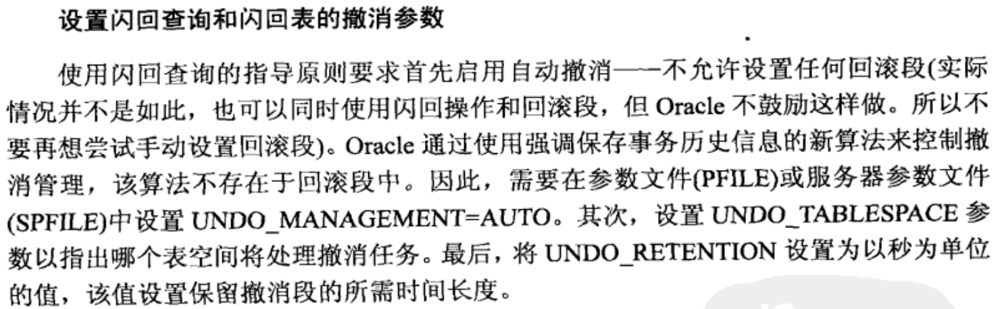 设置闪回查询和闪回表的撤消参数
使用闪回查询的指导原则要求首先启用自动撤消——不允许设置任何回滚段(实际
情况并不是如此，也可以同时使用闪回操作和回滚段，但 Oracle 不鼓励这样做。所以不
要再想尝试手动设置回滚段)。Oracle 通过使用强调保存事务历史信息的新算法来控制撤
消管理，该算法不存在于回滚段中。因此，需要在参数文件(PFILE)或服务器参数文件
(SPFILE)中设置 UNDO_MANAGEMENT=AUTO。其次，设置 UNDO_TABLESPACE 参
数以指出哪个表空间将处理撤消任务。最后，将 UNDO_RETENTION 设置为以秒为单位
的值，该值设置保留撤消段的所需时间长度。